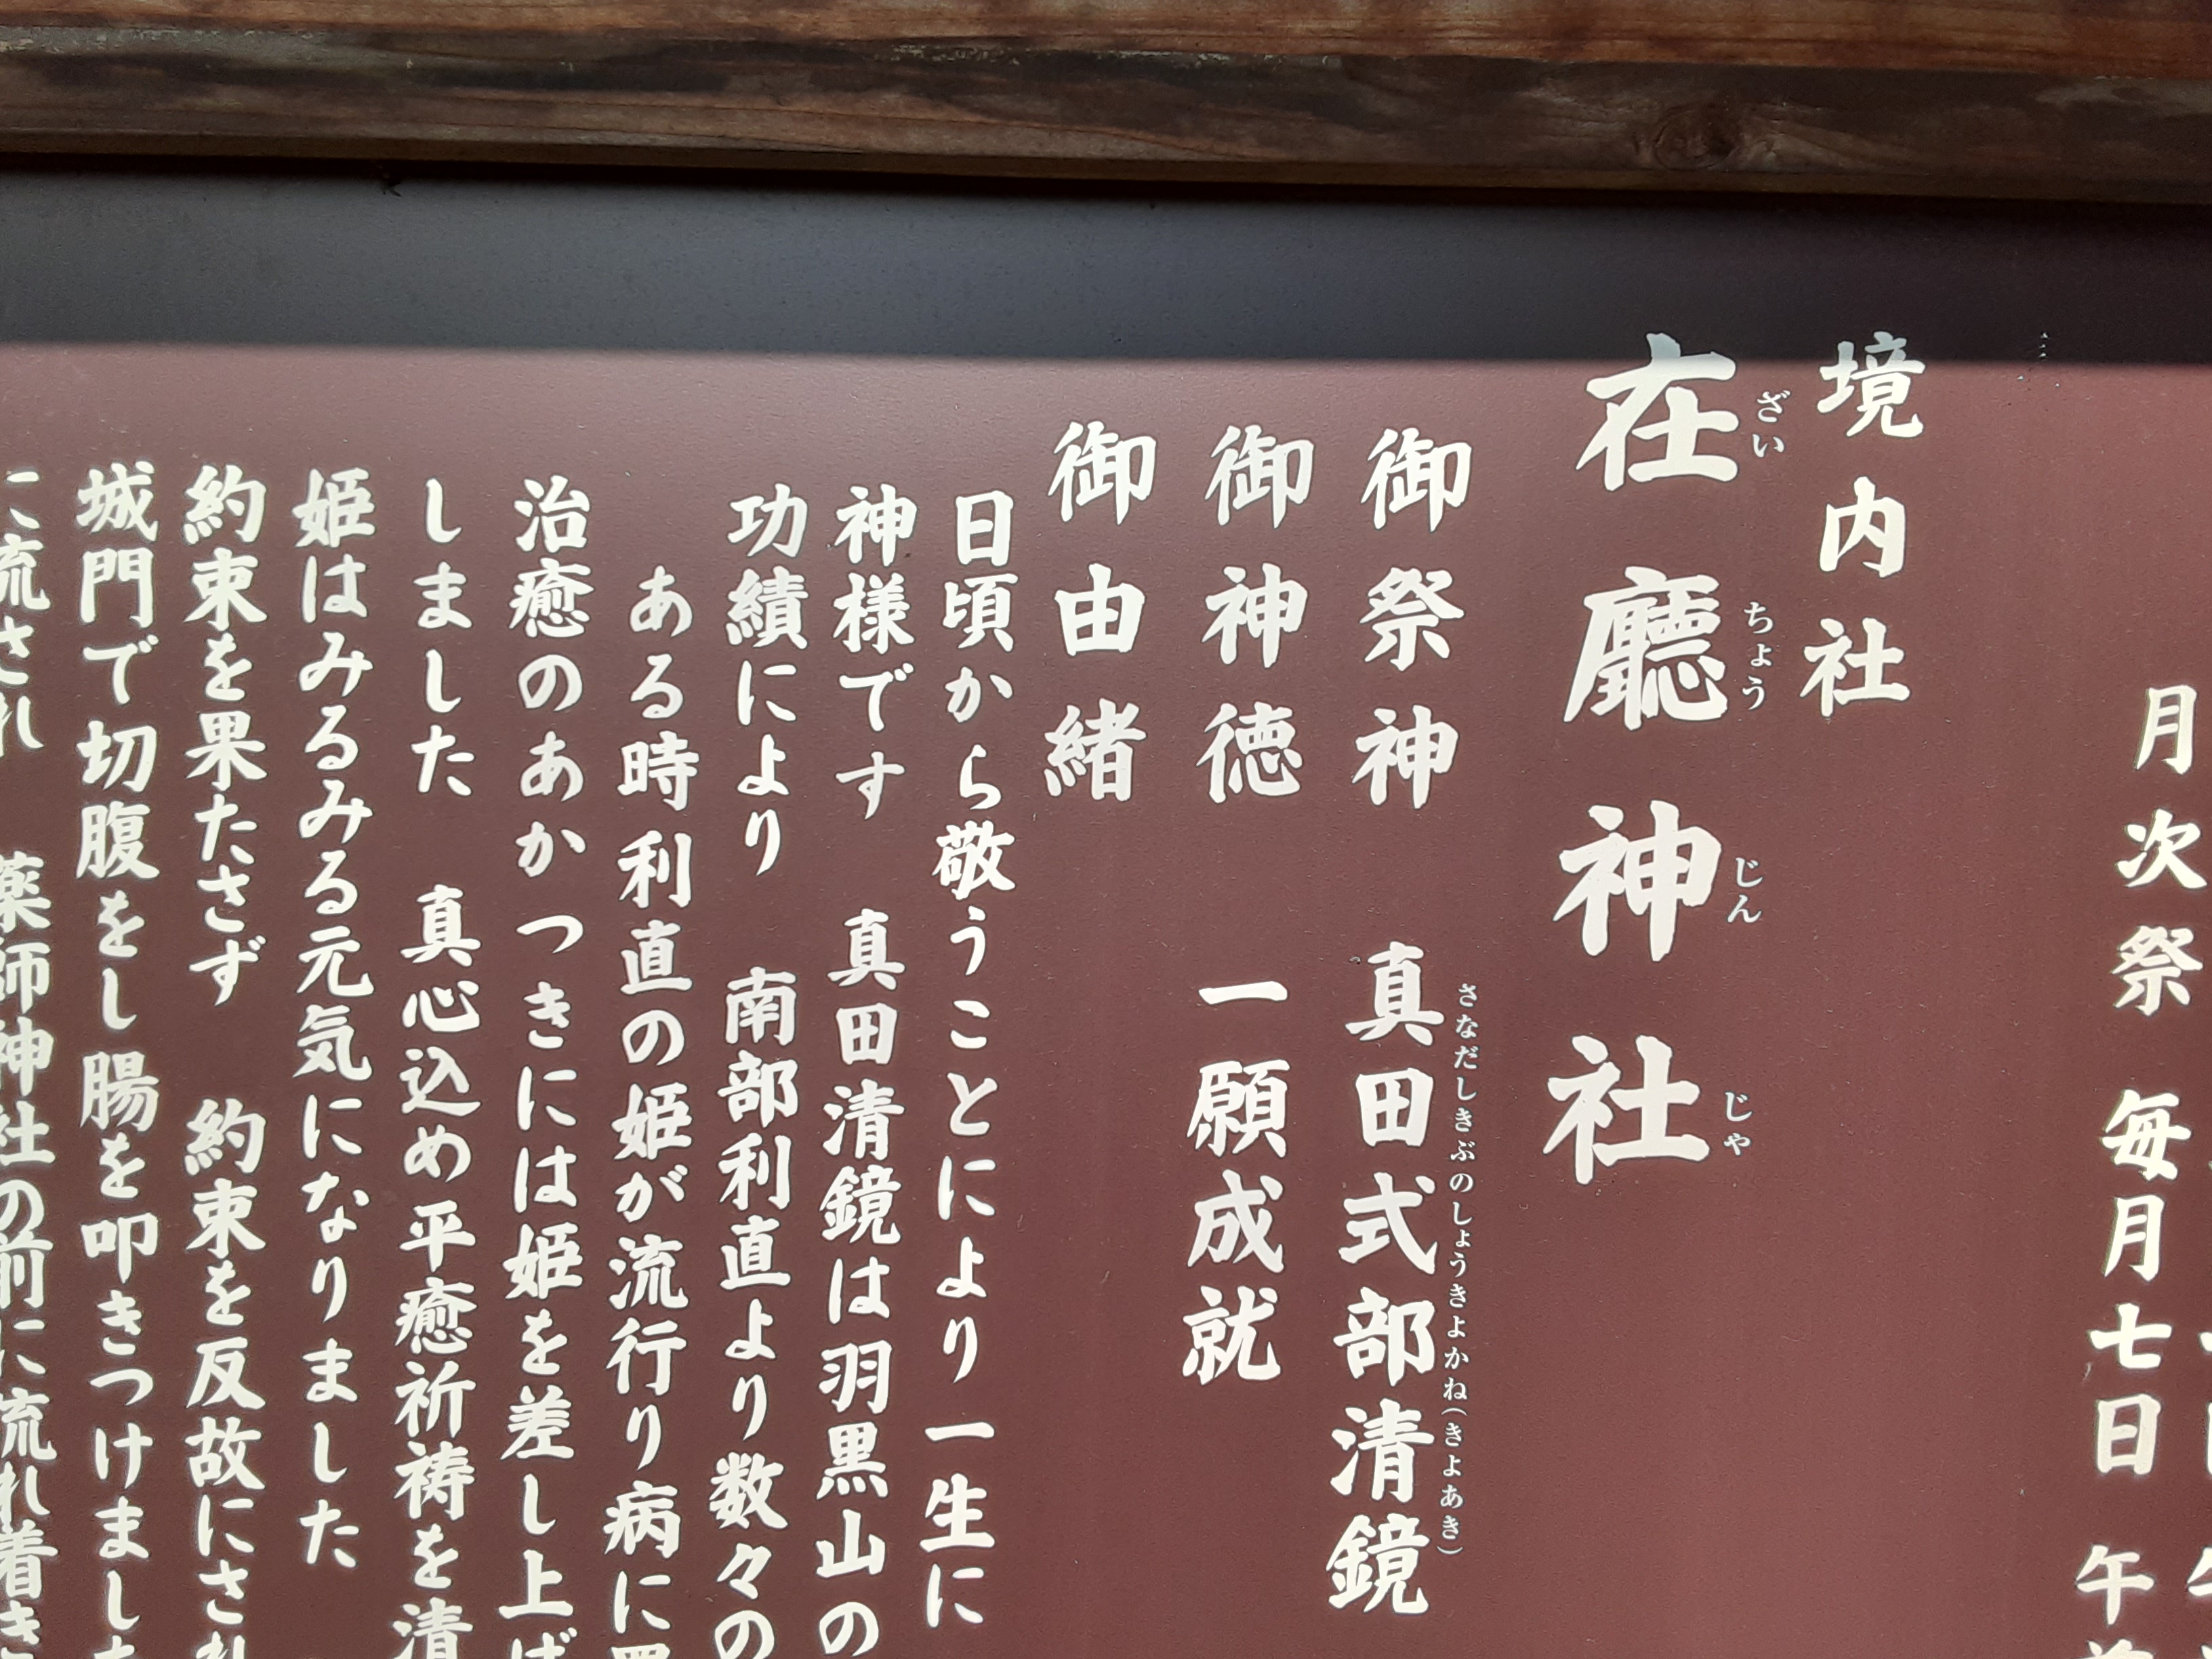 月次祭 毎月七日 午
境内社
在廳神社
ざいちょうじんじゃ
御祭神 真田式部清鏡
さなだしきぶのしょうきよかね(きよあき)
御神徳 一願成就
御由緒
日頃から敬うことにより一生に
神様です 真田清鏡は羽黒山の
功績により 南部利直より数々の
ある時利直の姫が流行り病に
治癒のあかつきには姫を差し上げ
しました 真心込め平癒祈祷を清
姫はみるみる元気になりました
約束を果たさず 約束を反故にされ
城門で切腹をし腸を叩きつけました
に流され 薬師神社の前に流れ着き